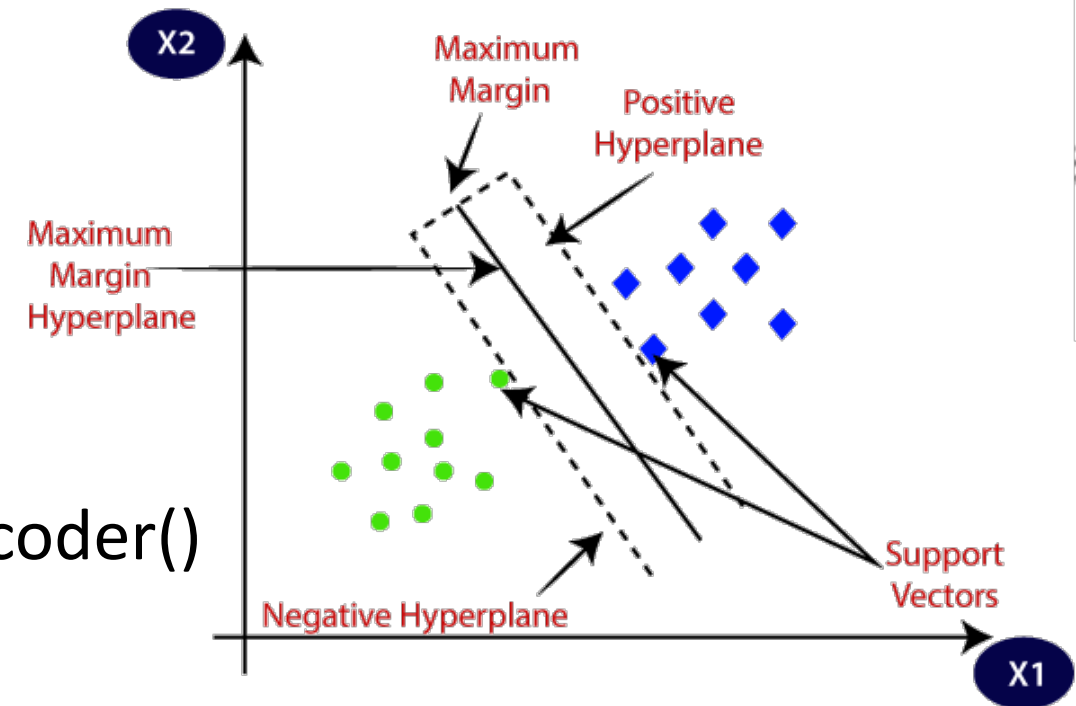 X2
Maximum
Margin
Positive
Hyperplane
Maximum
Margin
Hyperplane
coder()
Support
Vectors
Negative Hyperplane
X1